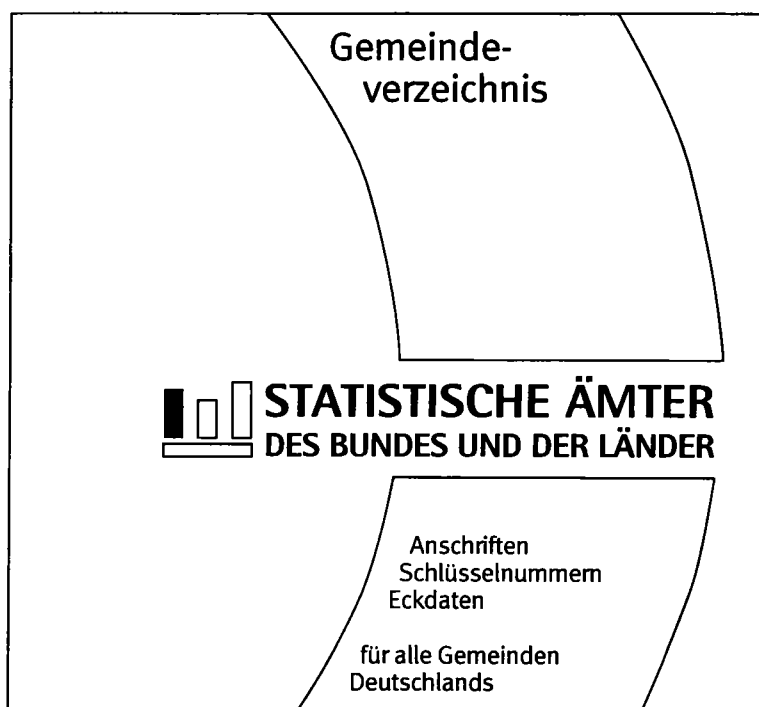 Gemeinde-
verzeichnis
STATISTISCHE ÄMTER
DES BUNDES UND DER LÄNDER
Anschriften
Schlüsselnummern
Eckdaten
für alle Gemeinden
Deutschlands